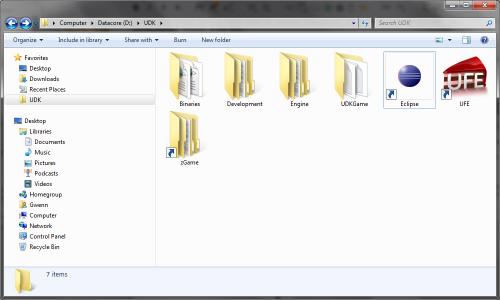 Computer ▸ Datacore (D:) ▸ UDK ▸
Search UDK
Organize ▾ Include in library ▾ Share with ▾ Burn New folder
Favorites
Desktop
Downloads
Recent Places
UDK
Desktop
Libraries
Documents
Music
Pictures
Podcasts
Videos
Homegroup
Gwenn
Computer
Network
Control Panel
Recycle Bin
Binaries Development Engine UDKGame Eclipse UFE
UFE
zGame
7 items